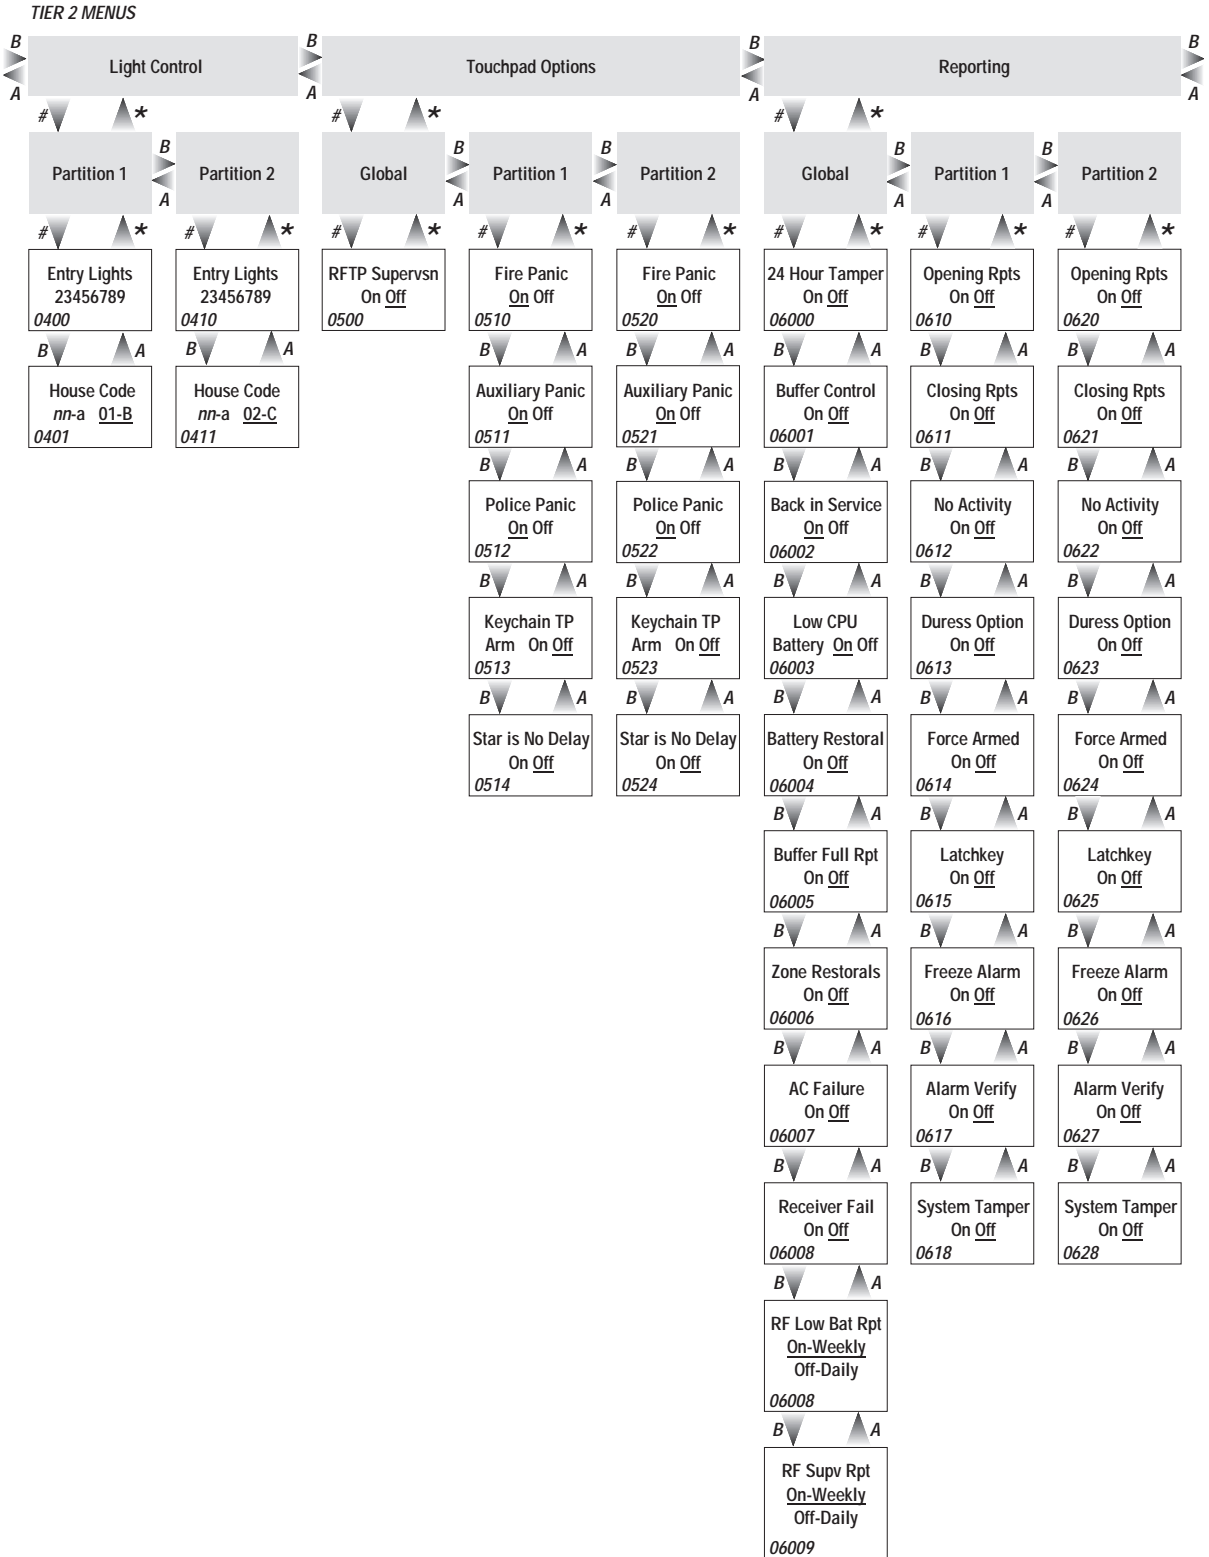 TIER 2 MENUS
B B B B
Light Control Touchpad Options Reporting
A A A A
# * # * # *
B B B B B
Partition 1 Partition 2 Global Partition 1 Partition 2 Global Partition 1 Partition 2
A A A A A
# * # * # * # * # * # * # * # *
Entry Lights Entry Lights RFTP Supervsn Fire Panic Fire Panic 24 Hour Tamper Opening Rpts Opening Rpts
23456789 23456789 On Off On Off On Off On Off On Off On Off
0400 0410 0500 0510 0520 06000 0610 0620
B A B A B A B A B A B A B A
House Code House Code Auxiliary Panic Auxiliary Panic Buffer Control Closing Rpts Closing Rpts
nn-a 01-B nn-a 02-C On Off On Off On Off On Off On Off
0401 0411 0511 0521 06001 0611 0621
B A B A B A B A B A
Police Panic Police Panic Back in Service No Activity No Activity
On Off On Off On Off On Off On Off
0512 0522 06002 0612 0622
B A B A B A B A B A
Keychain TP Keychain TP Low CPU Duress Option Duress Option
Arm On Off Arm On Off Battery On Off On Off On Off
0513 0523 06003 0613 0623
B A B A B A B A B A
Star is No Delay Star is No Delay Battery Restoral Force Armed Force Armed
On Off On Off On Off On Off On Off
0514 0524 06004 0614 0624
B A B A B A
Buffer Full Rpt Latchkey Latchkey
On Off On Off On Off
06005 0615 0625
B A B A B A
Zone Restorals Freeze Alarm Freeze Alarm
On Off On Off On Off
06006 0616 0626
B A B A B A
AC Failure Alarm Verify Alarm Verify
On Off On Off On Off
06007 0617 0627
B A B A B A
Receiver Fail System Tamper System Tamper
On Off On Off On Off
06008 0618 0628
B A
RF Low Bat Rpt
On-Weekly
Off-Daily
06008
B A
RF Supv Rpt
On-Weekly
Off-Daily
06009